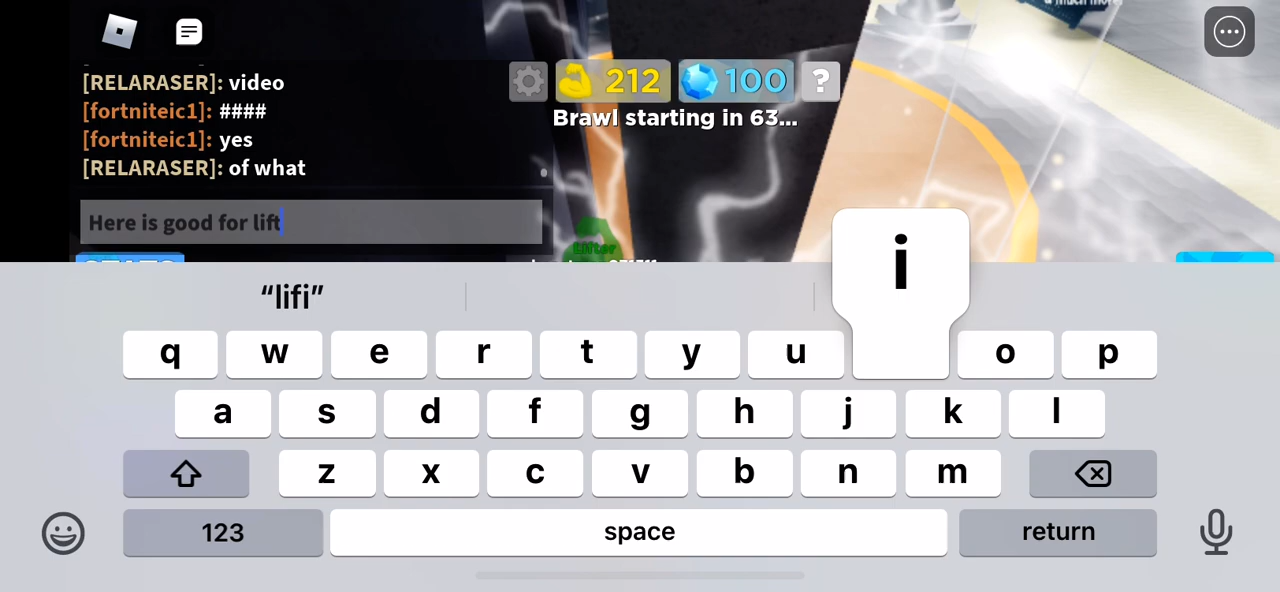 [RELARASER]: video
[fortniteic1]: ####
[fortniteic1]: yes
[RELARASER]: of what
212
100
?
Brawl starting in 63...
Here is good for lift
Lifter
“lifi”
i
q w e r t y u o p
a s d f g h j k l
z x c v b n m
123
space
return